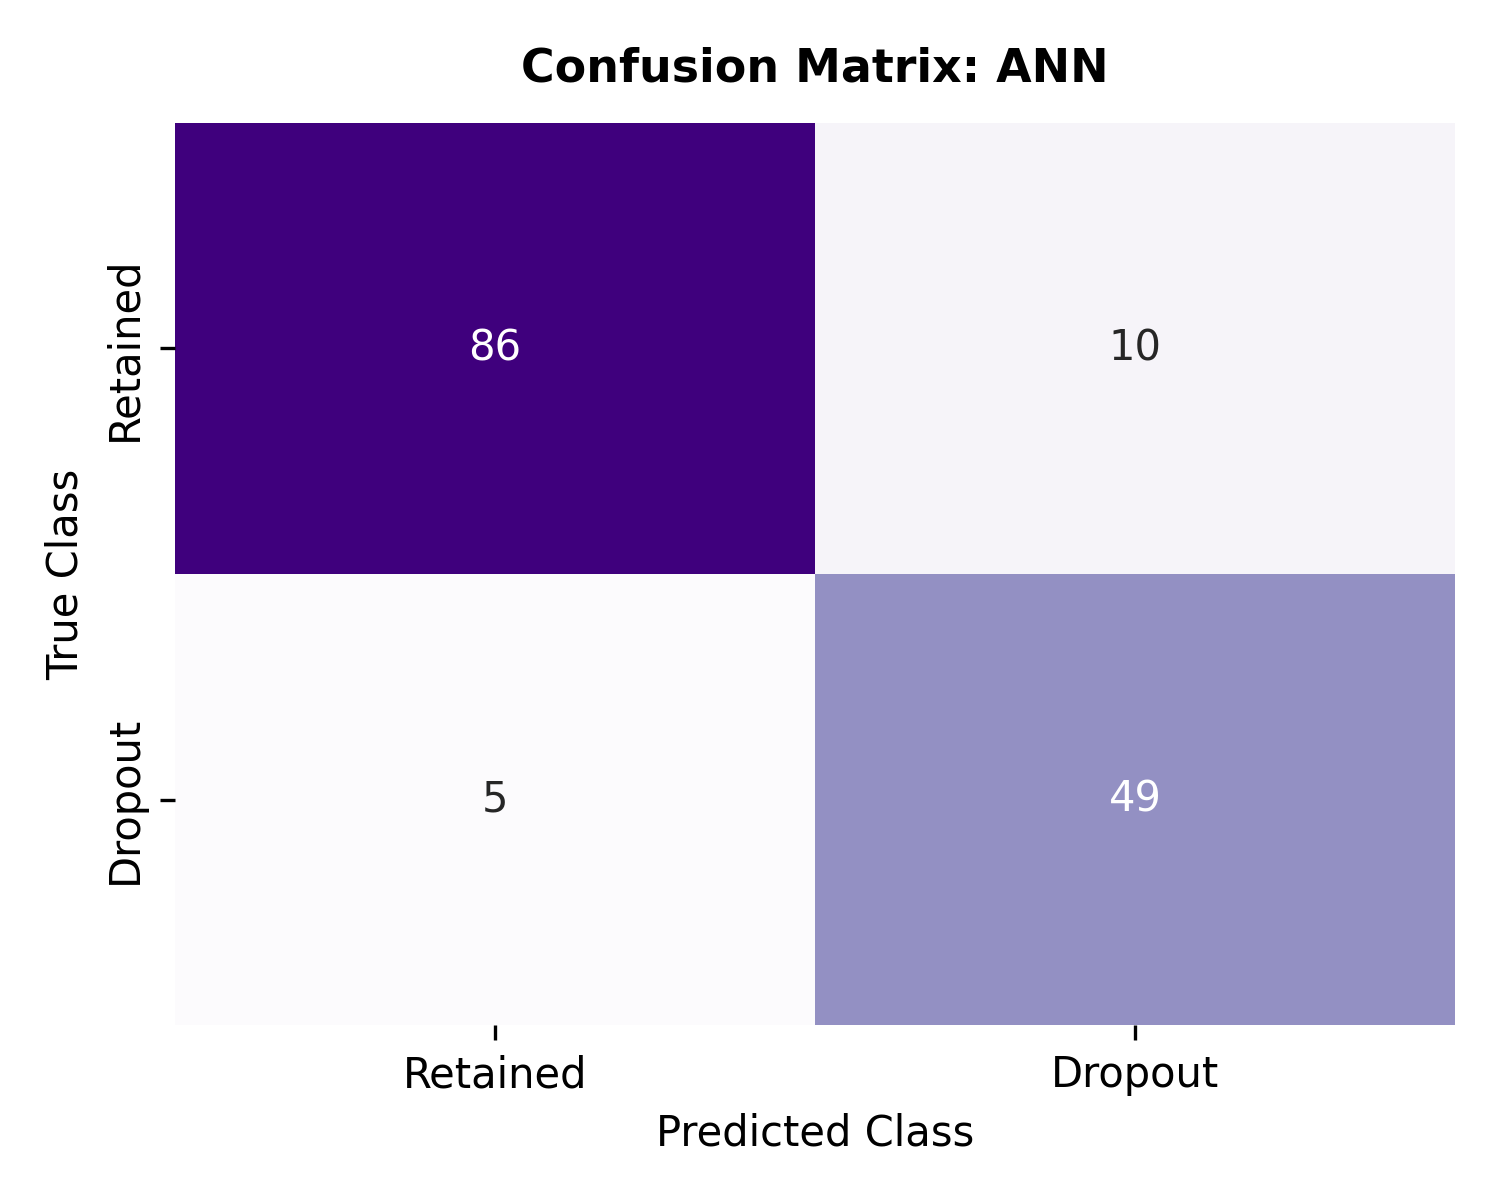 Confusion Matrix: ANN
True Class
Retained
86
10
Dropout
5
49
Retained
Dropout
Predicted Class